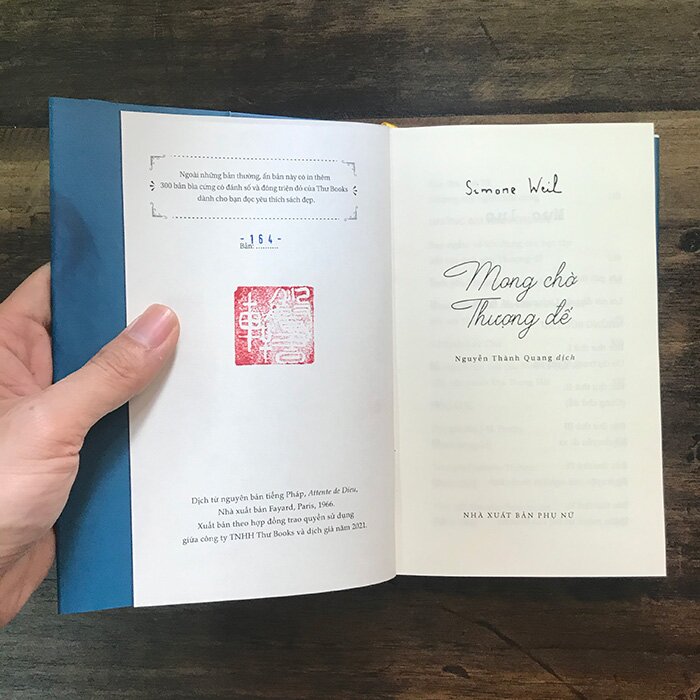 Ngoài những bản thường, ấn bản này có in thêm
300 bản bìa cứng có đánh số và đóng triện đỏ của Thư Books
dành cho bạn đọc yêu thích sách đẹp.
Bản: -164-
Dịch từ nguyên bản tiếng Pháp, Attente de Dieu,
Nhà xuất bản Fayard, Paris, 1966.
Xuất bản theo hợp đồng trao quyền sử dụng
giữa công ty TNHH Thư Books và dịch giả năm 2021.
Simone Weil
Mong chờ
Thượng đế
Nguyễn Thành Quang dịch
NHÀ XUẤT BẢN PHỤ NỮ